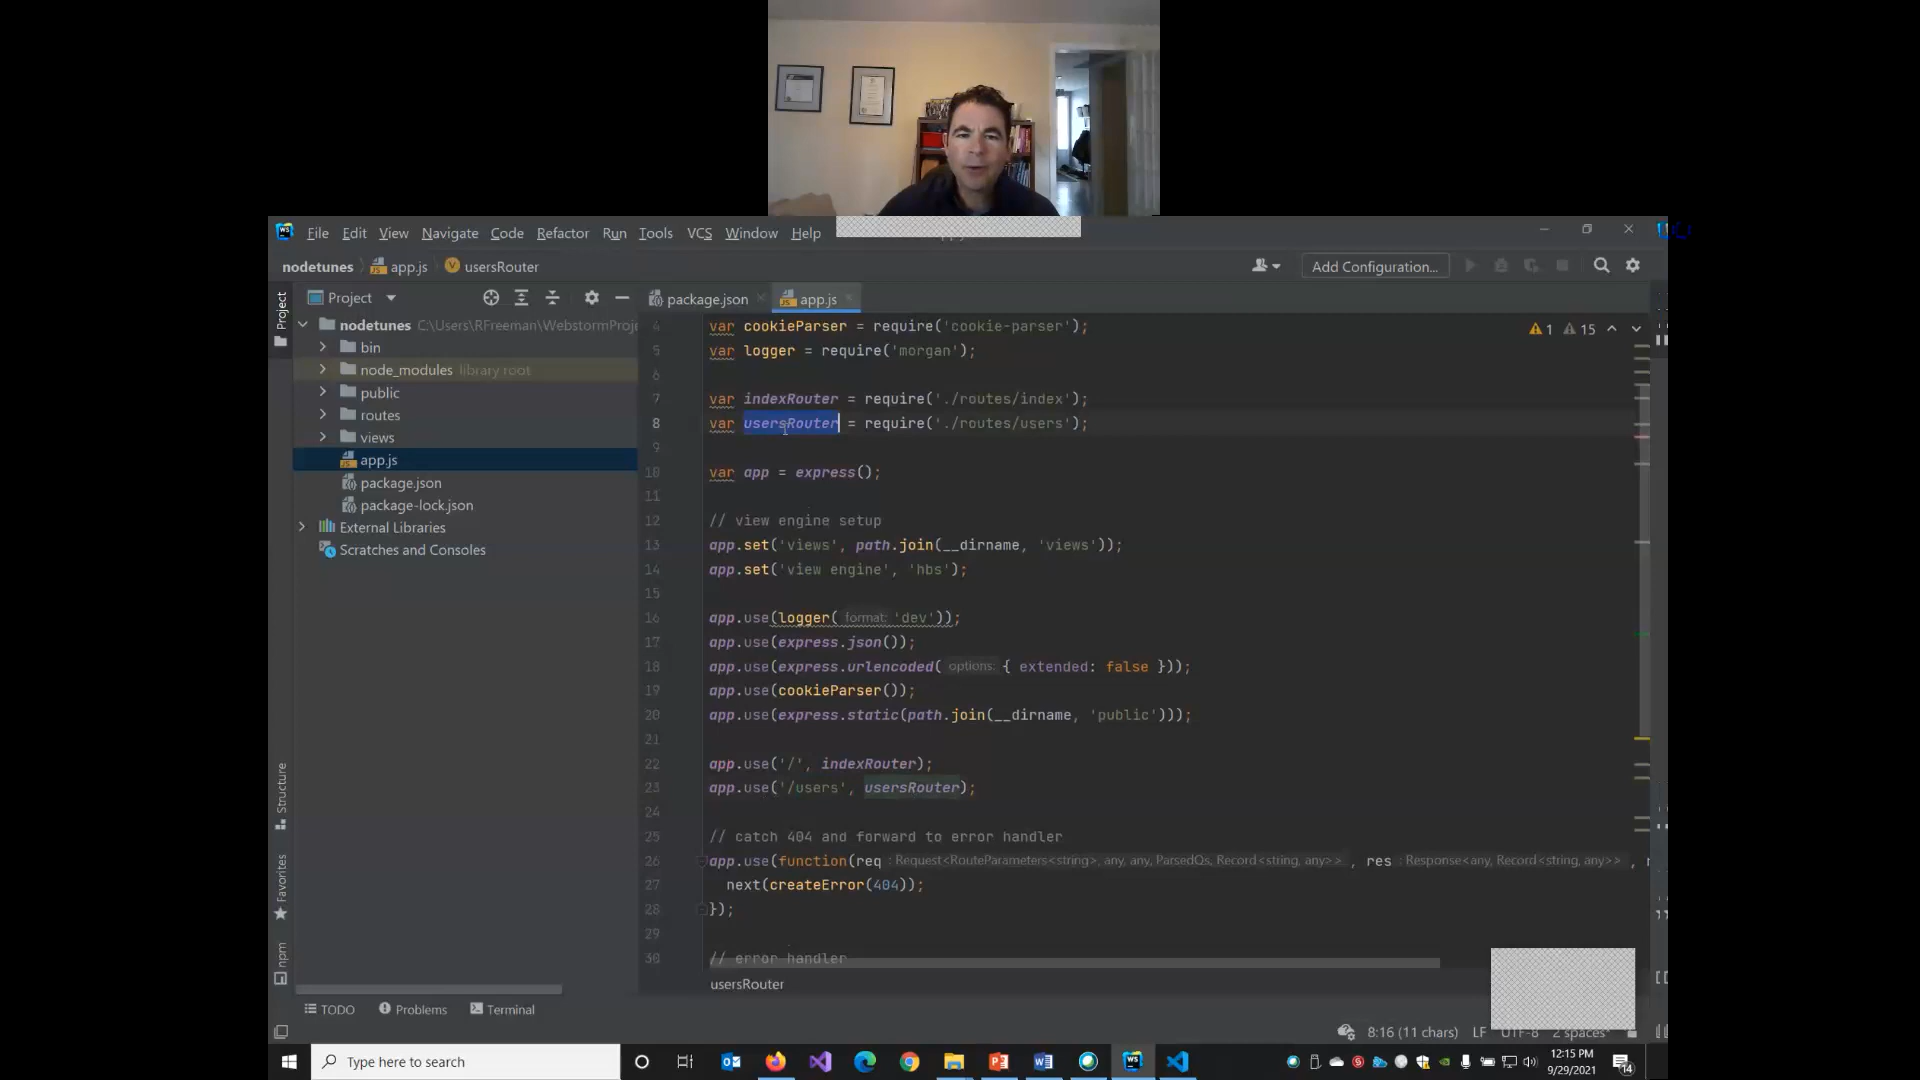 WS File Edit View Navigate Code Refactor Run Tools VCS Window Help
nodetunes app.js usersRouter Add Configuration...
Project package.json app.js
Project
nodetunes C:\Users\RFreeman\WebstormProj
bin
node_modules library root
public
routes
views
app.js
package.json
package-lock.json
External Libraries
Scratches and Consoles
Structure
Favorites
npm
1 15
4 var cookieParser = require('cookie-parser');
5 var logger = require('morgan');
6
7 var indexRouter = require('./routes/index');
8 var usersRouter = require('./routes/users');
9
10 var app = express();
11
12 // view engine setup
13 app.set('views', path.join(__dirname, 'views'));
14 app.set('view engine', 'hbs');
15
16 app.use(logger( format: 'dev'));
17 app.use(express.json());
18 app.use(express.urlencoded( options: { extended: false }));
19 app.use(cookieParser());
20 app.use(express.static(path.join(__dirname, 'public')));
21
22 app.use('/', indexRouter);
23 app.use('/users', usersRouter);
24
25 // catch 404 and forward to error handler
26 app.use(function(req : Request<RouteParameters<string>, any, any, ParsedQs, Record<string, any>> , res : Response<any, Record<string, any>> ,
27 next(createError(404));
28 });
29
30 // error handler
usersRouter
TODO Problems Terminal
8:16 (11 chars) LF UTF-8 2 spaces
Type here to search
12:15 PM
9/29/2021
14